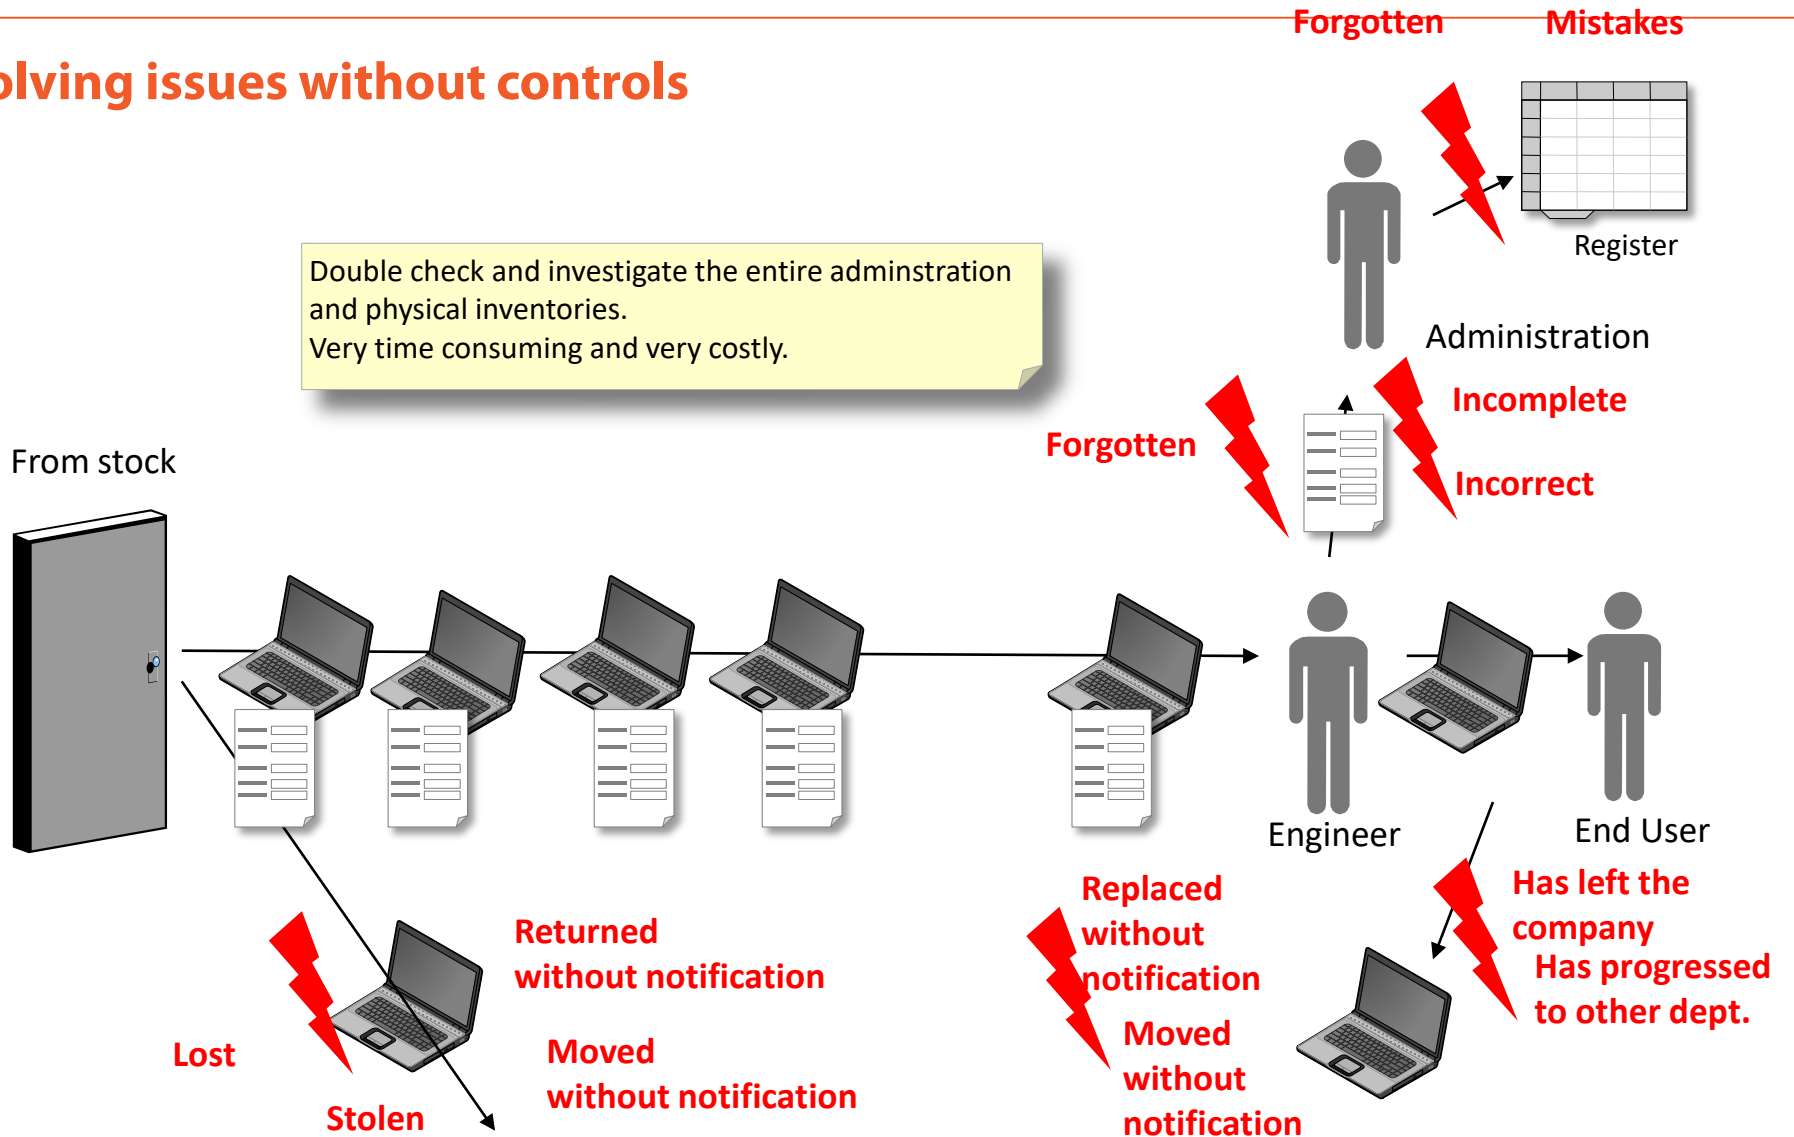 Forgotten
Mistakes
olving issues without controls
Register
Double check and investigate the entire adminstration
and physical inventories.
Very time consuming and very costly.
Administration
Incomplete
Forgotten
Incorrect
From stock
Engineer
End User
Has left the
company
Has progressed
to other dept.
Replaced
without
notification
Moved
without
notification
Returned
without notification
Moved
without notification
Lost
Stolen